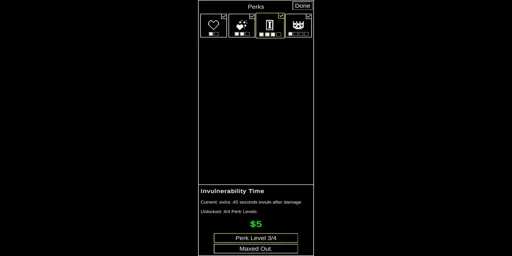 Perks
Done
Invulnerability Time
Current: extra .45 seconds invuln after damage
Unlocked: 4/4 Perk Levels
$5
Perk Level 3/4
Maxed Out.